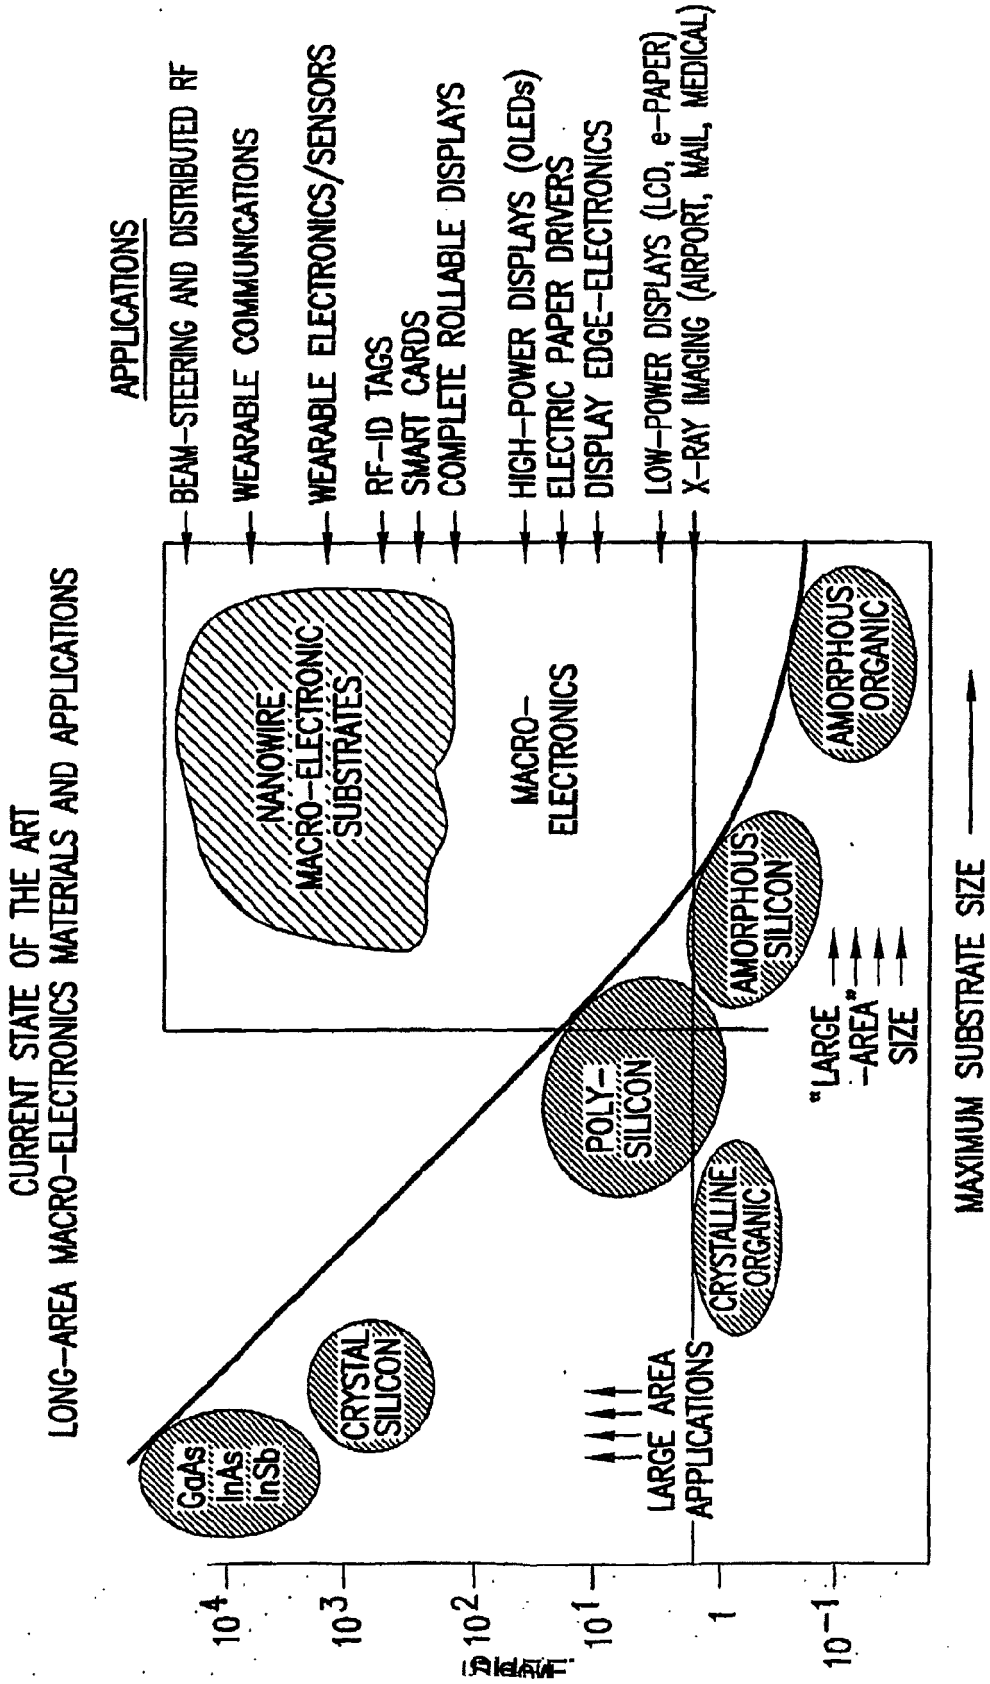 CURRENT STATE OF THE ART
LONG-AREA MACRO-ELECTRONICS MATERIALS AND APPLICATIONS
APPLICATIONS
BEAM-STEERING AND DISTRIBUTED RF
WEARABLE COMMUNICATIONS
WEARABLE ELECTRONICS/SENSORS
RF-ID TAGS
SMART CARDS
COMPLETE ROLLABLE DISPLAYS
HIGH-POWER DISPLAYS (OLEDs)
ELECTRIC PAPER DRIVERS
DISPLAY EDGE-ELECTRONICS
LOW-POWER DISPLAYS (LCD, e-PAPER)
X-RAY IMAGING (AIRPORT, MAIL, MEDICAL)
10⁴
10³
10²
10¹
1
10⁻¹
GaAs
InAs
InSb
CRYSTAL
SILICON
NANOWIRE
MACRO-ELECTRONIC
SUBSTRATES
MACRO-
ELECTRONICS
POLY-
SILICON
CRYSTALLINE
ORGANIC
AMORPHOUS
SILICON
AMORPHOUS
ORGANIC
LARGE AREA
APPLICATIONS
"LARGE
-AREA"
SIZE
MAXIMUM SUBSTRATE SIZE